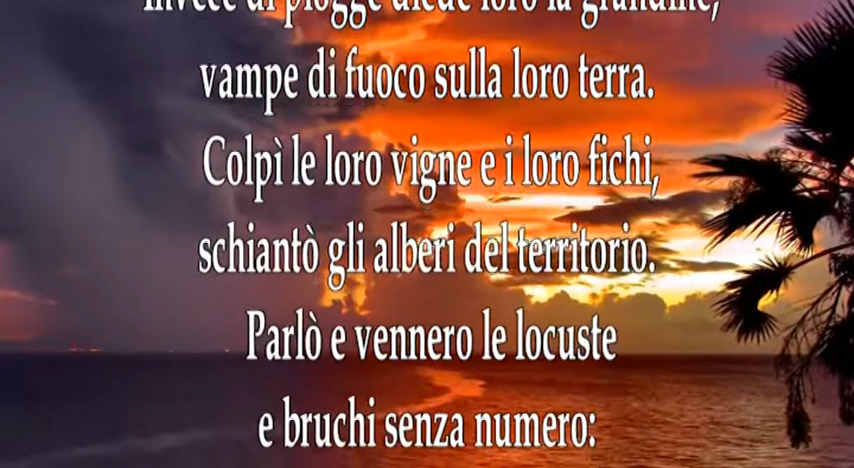 Invece di piogge diede loro la grandine,
vampe di fuoco sulla loro terra.
Colpì le loro vigne e i loro fichi,
schiantò gli alberi del territorio.
Parlò e vennero le locuste
e bruchi senza numero: